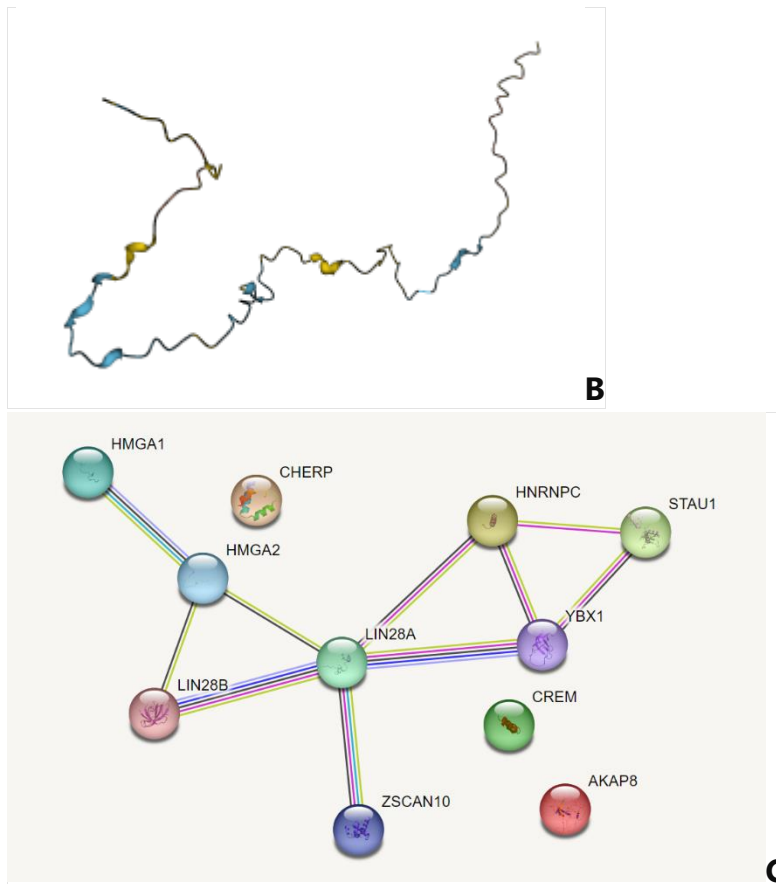 B
HMGA1
CHERP
HNRNPC
STAU1
HMGA2
YBX1
LIN28A
LIN28B
CREM
AKAP8
ZSCAN10